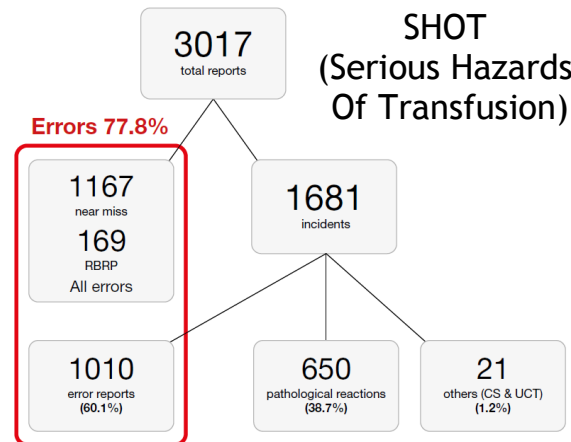 3017
total reports
SHOT
(Serious Hazards
Of Transfusion)
Errors 77.8%
1167
near miss
169
RBRP
All errors
1681
incidents
1010
error reports
(60.1%)
650
pathological reactions
(38.7%)
21
others (CS & UCT)
(1.2%)